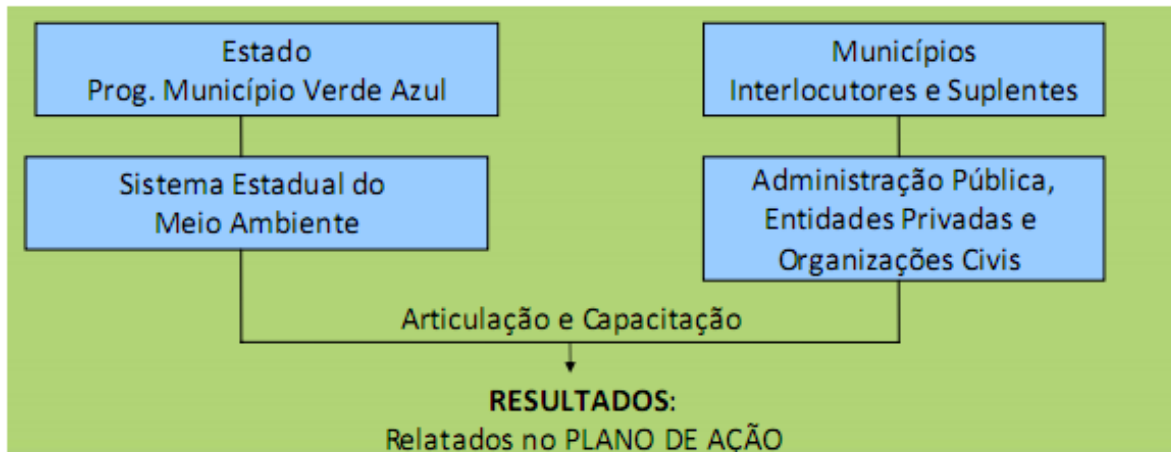 Estado
Prog. Município Verde Azul
Municípios
Interlocutores e Suplentes
Sistema Estadual do
Meio Ambiente
Administração Pública,
Entidades Privadas e
Organizações Civis
Articulação e Capacitação
RESULTADOS:
Relatados no PLANO DE AÇÃO